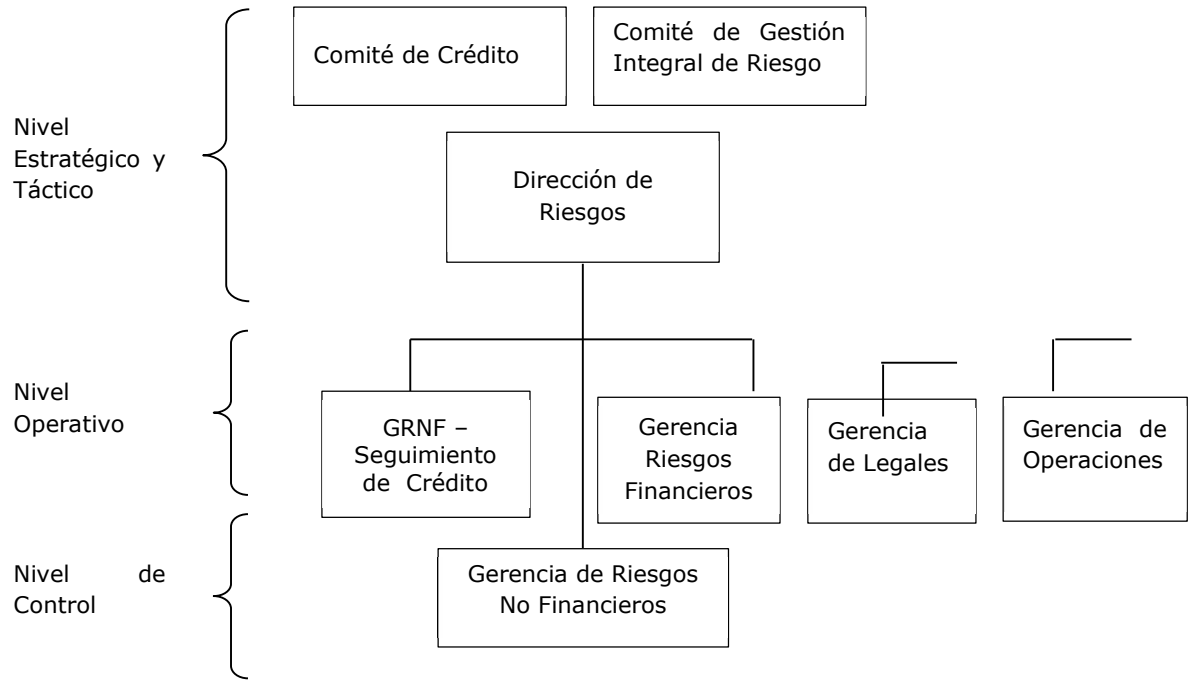 Comité de Crédito
Comité de Gestión
Integral de Riesgo
Nivel
Estratégico y
Táctico
Dirección de
Riesgos
Nivel
Operativo
GRNF –
Seguimiento
de Crédito
Gerencia
Riesgos
Financieros
Gerencia
de Legales
Gerencia de
Operaciones
Nivel de
Control
Gerencia de Riesgos
No Financieros